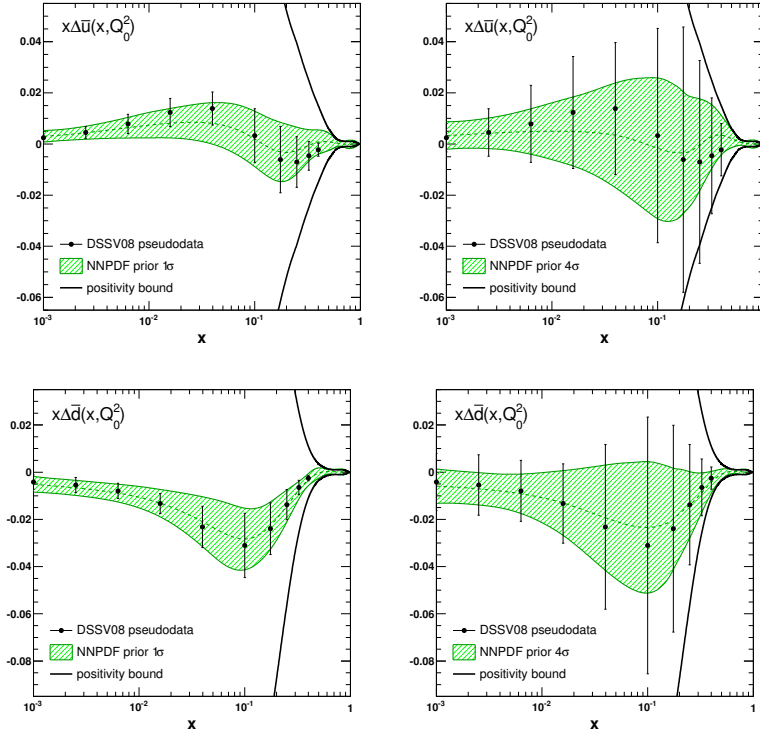 xΔū(x,Q₀²)
0.04
0.02
0
-0.02
-0.04
-0.06
DSSV08 pseudodata
NNPDF prior 1σ
positivity bound
10⁻³ 10⁻² 10⁻¹ 1
x
xΔū(x,Q₀²)
0.04
0.02
0
-0.02
-0.04
-0.06
DSSV08 pseudodata
NNPDF prior 4σ
positivity bound
10⁻³ 10⁻² 10⁻¹ 1
x
xΔd̄(x,Q₀²)
0.02
0
-0.02
-0.04
-0.06
-0.08
DSSV08 pseudodata
NNPDF prior 1σ
positivity bound
10⁻³ 10⁻² 10⁻¹ 1
x
xΔd̄(x,Q₀²)
0.02
0
-0.02
-0.04
-0.06
-0.08
DSSV08 pseudodata
NNPDF prior 4σ
positivity bound
10⁻³ 10⁻² 10⁻¹ 1
x